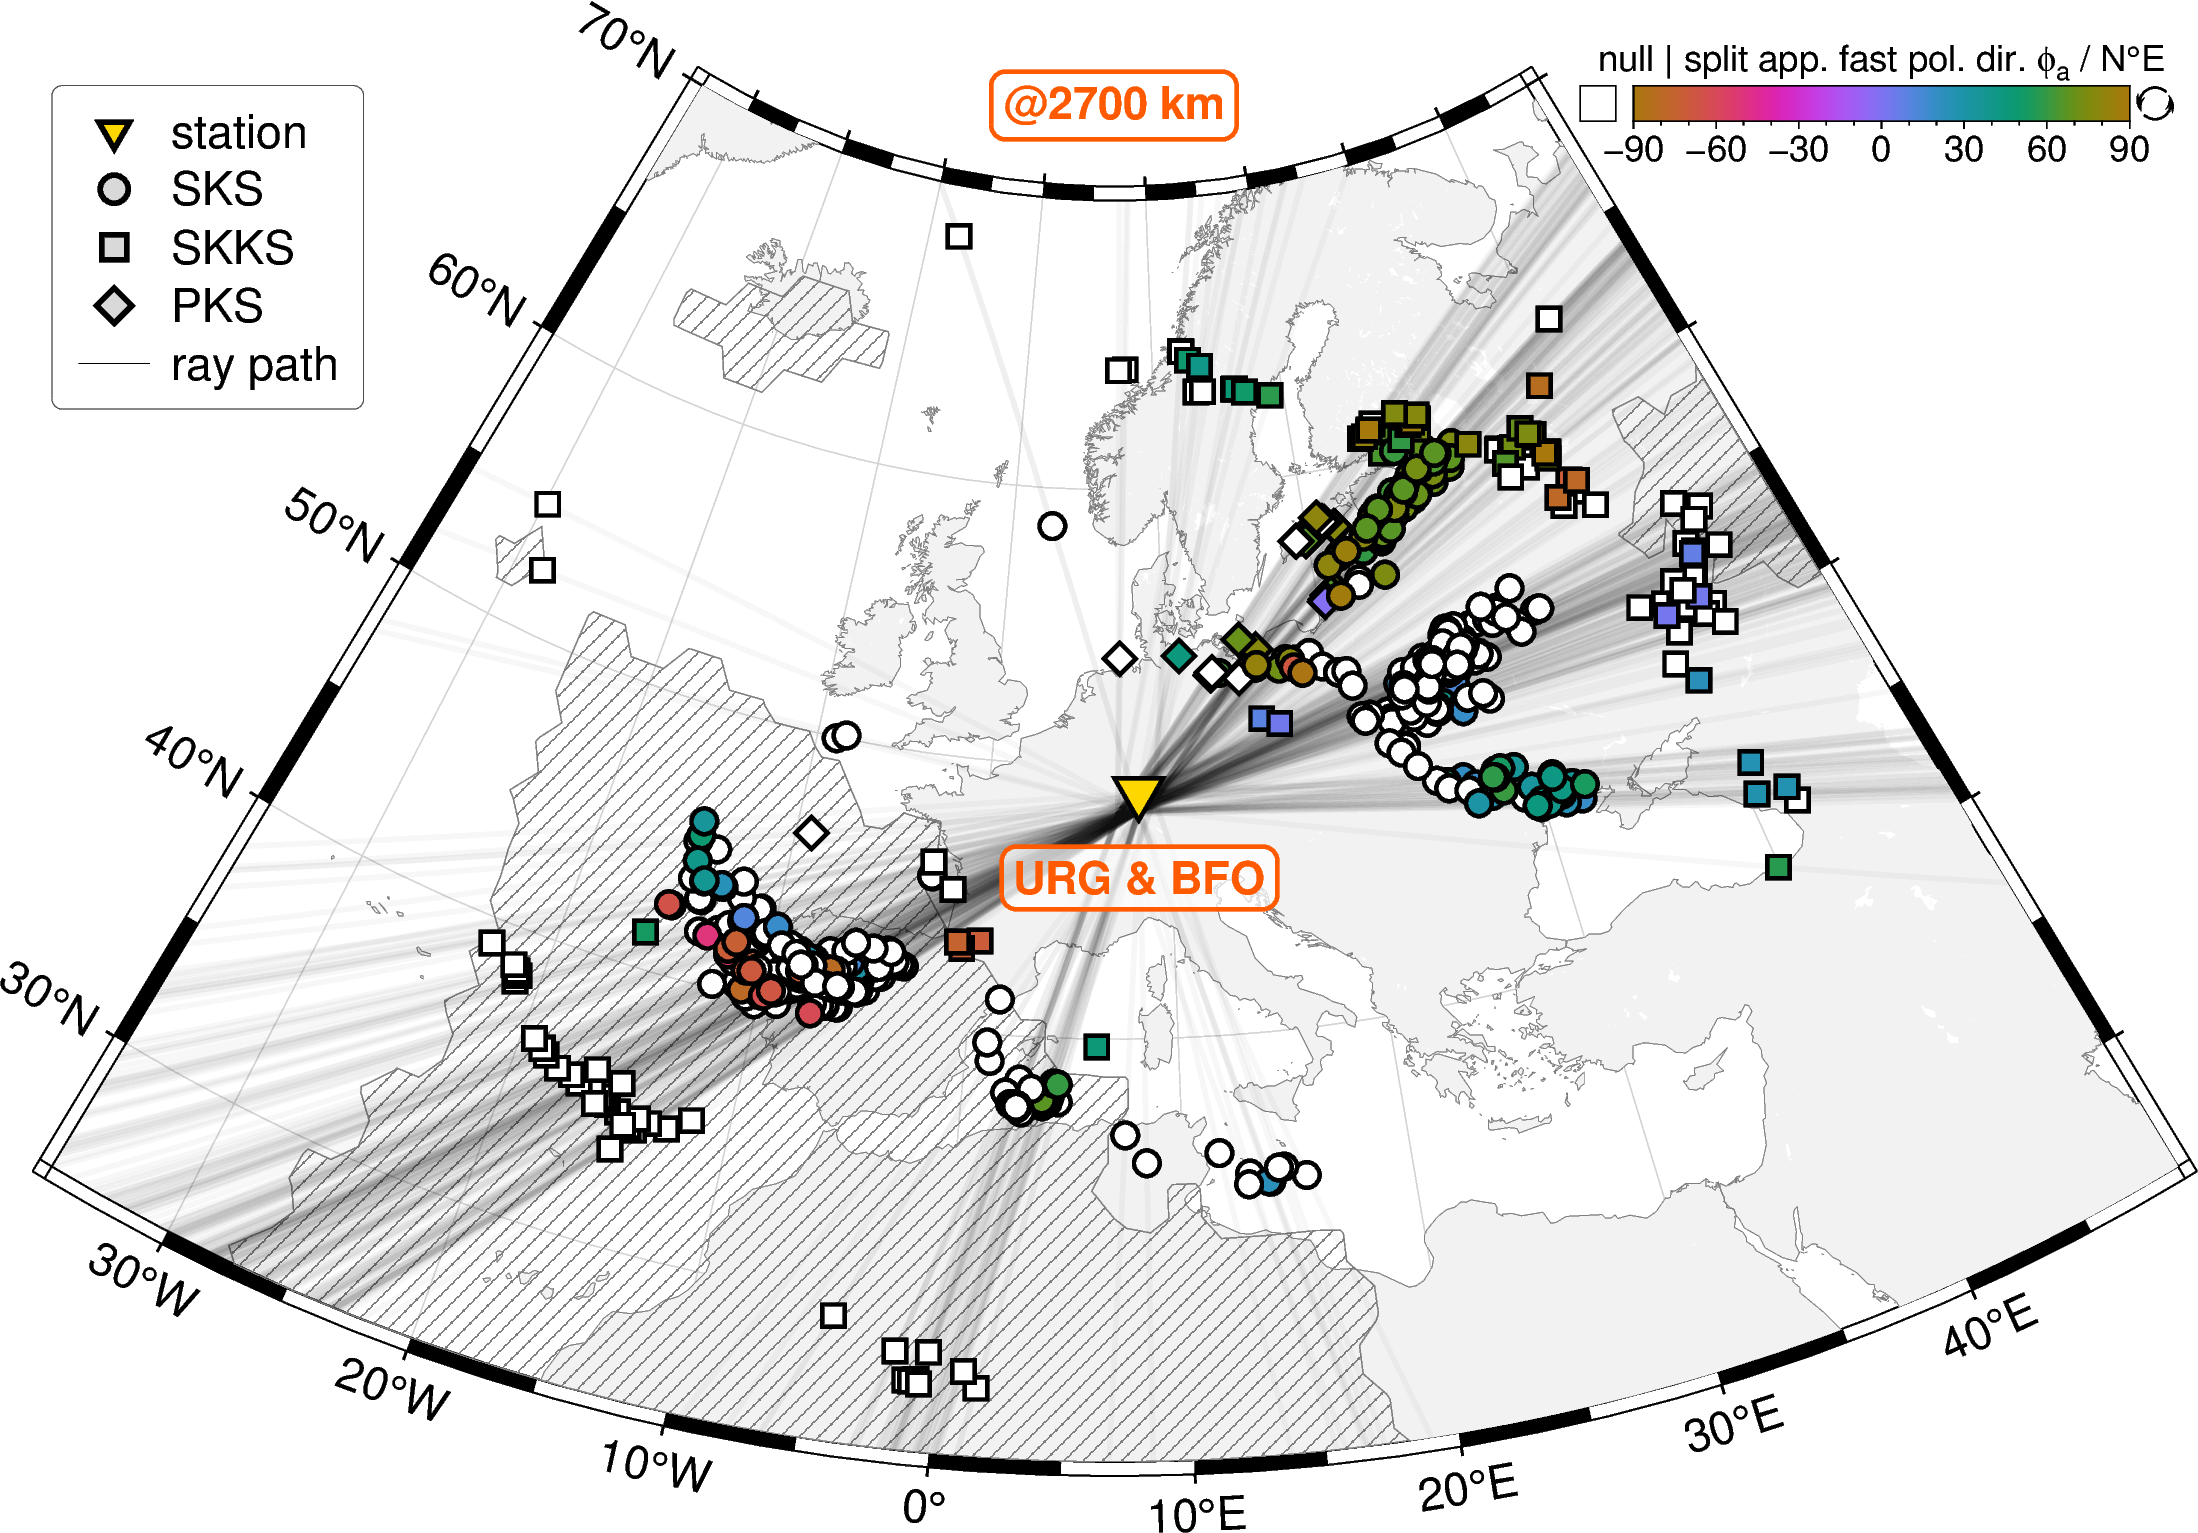 70°N
60°N
50°N
40°N
30°N
30°W
20°W
10°W
0°
10°E
20°E
30°E
40°E
station
SKS
SKKS
PKS
ray path
@2700 km
null | split app. fast pol. dir. ϕa / N°E
−90 −60 −30 0 30 60 90
URG & BFO